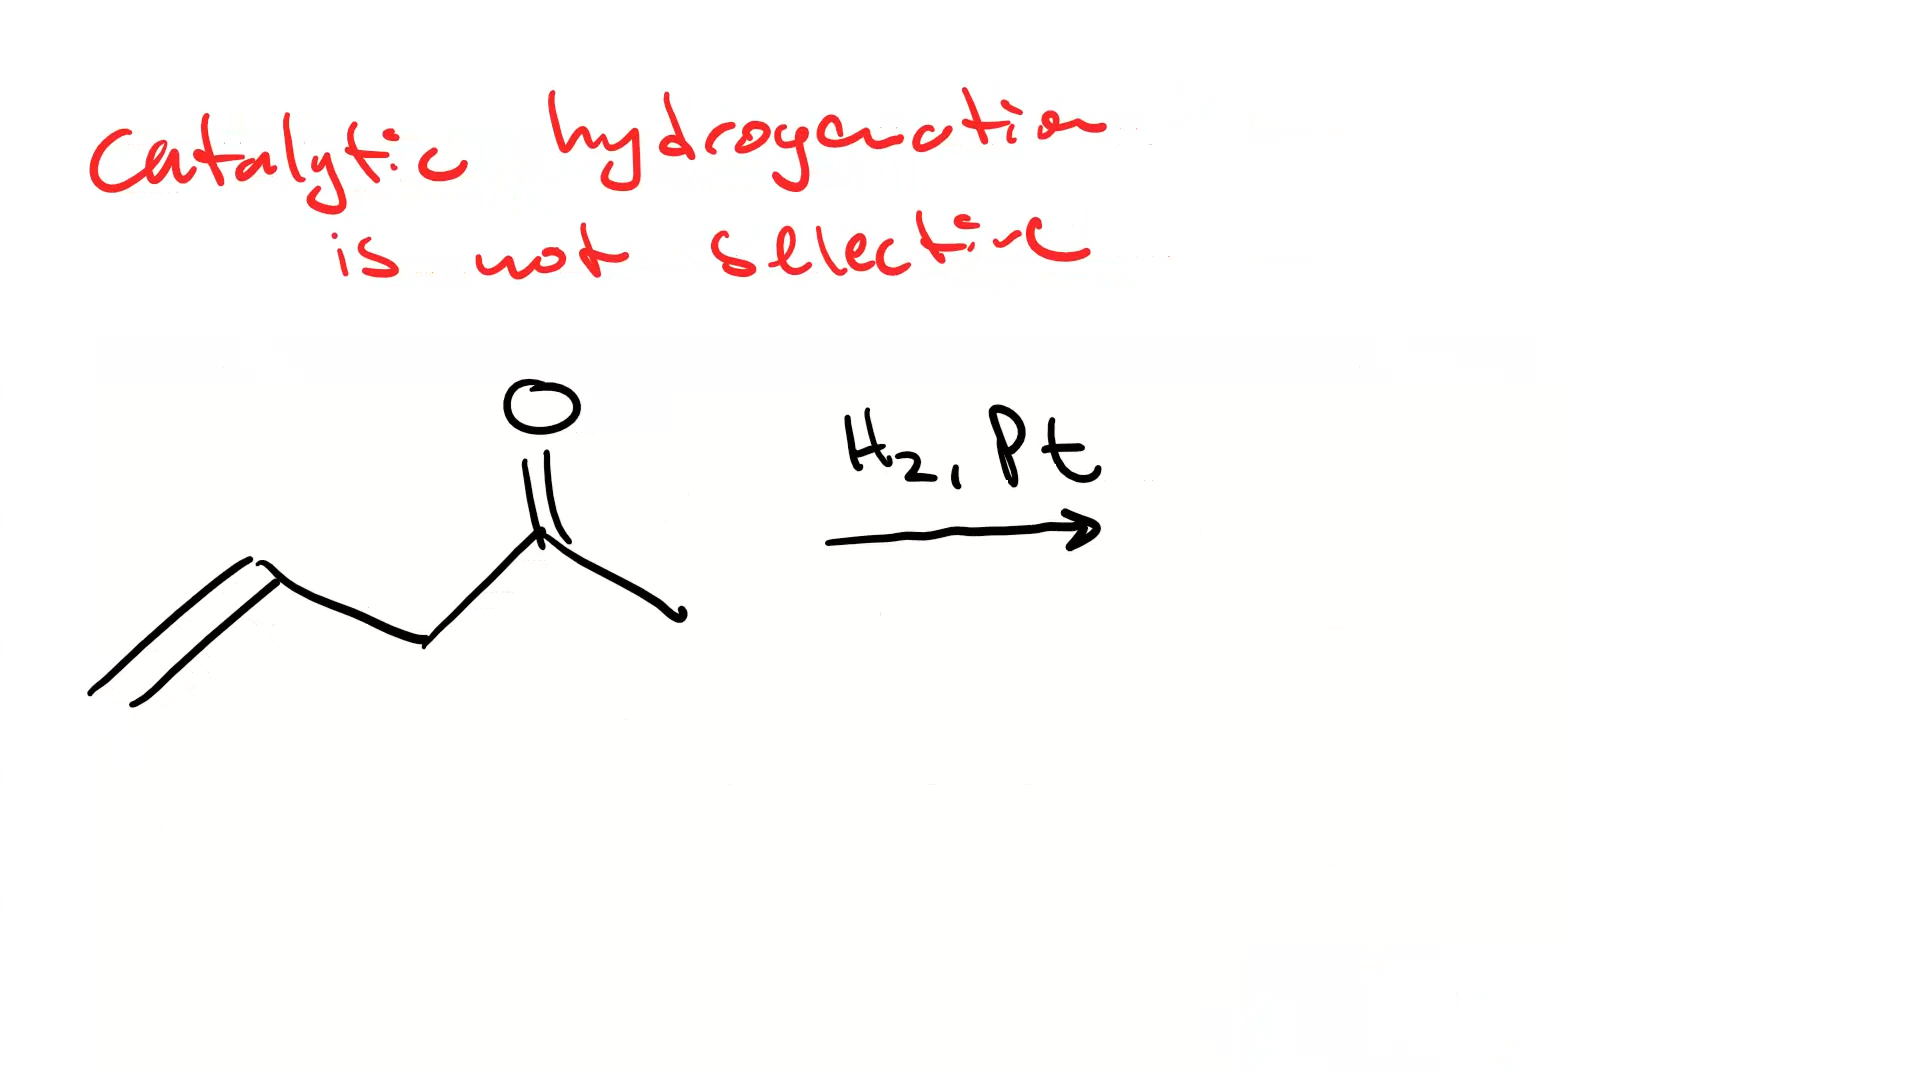 catalytic hydrogenation
is not selective
O
H2, Pt